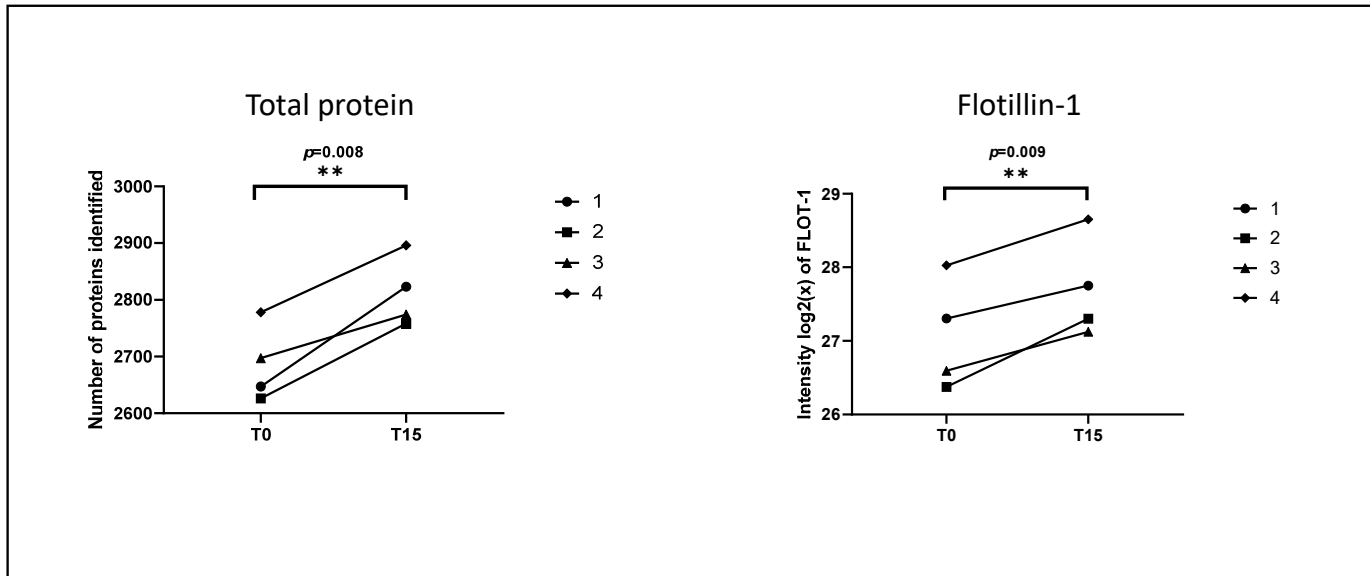 Total protein
p=0.008
**
Number of proteins identified
3000
2900
2800
2700
2600
T0 T15
1
2
3
4
Flotillin-1
p=0.009
**
Intensity log2(x) of FLOT-1
29
28
27
26
T0 T15
1
2
3
4